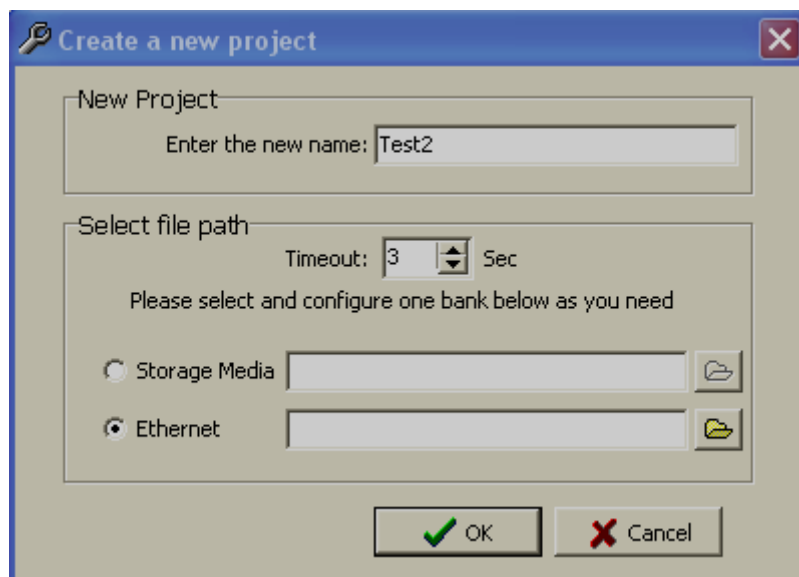 Create a new project
New Project
Enter the new name: Test2
Select file path
Timeout: 3 Sec
Please select and configure one bank below as you need
Storage Media
Ethernet
OK Cancel